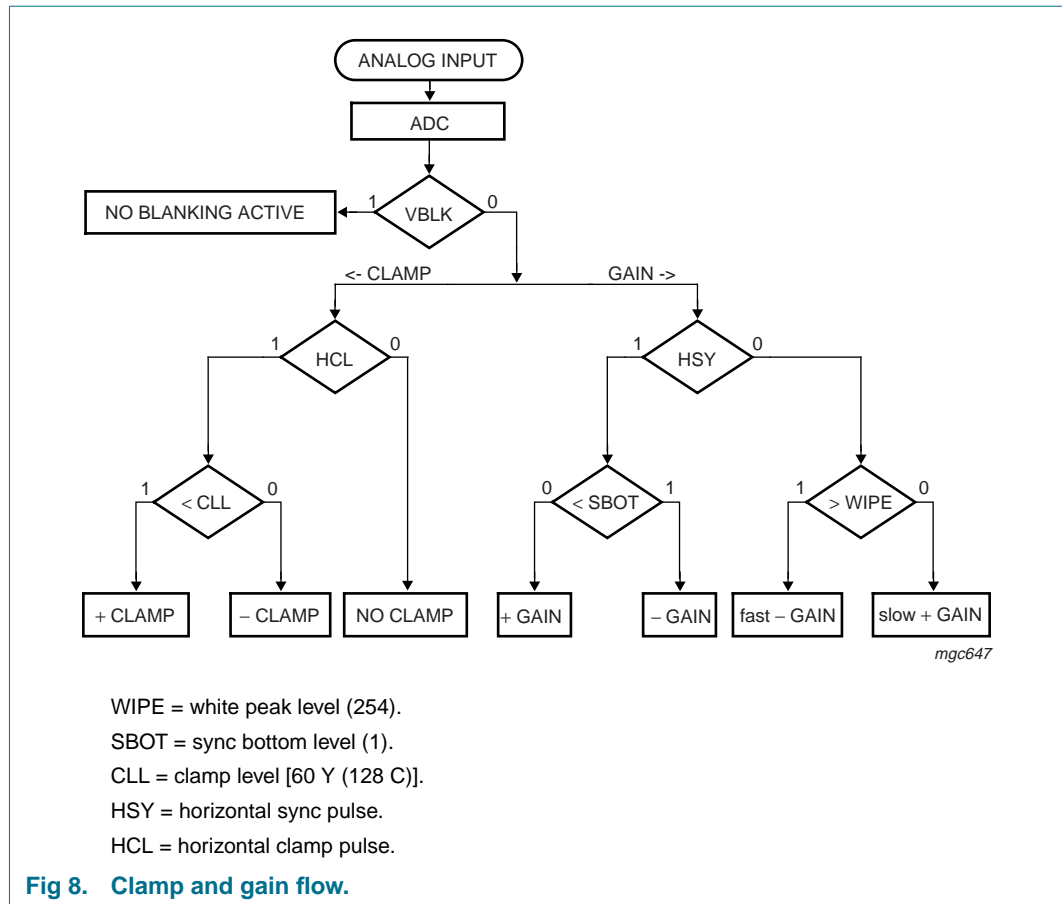 ANALOG INPUT
ADC
NO BLANKING ACTIVE
1
VBLK
0
<- CLAMP
GAIN ->
1
HCL
0
1
HSY
0
1
< CLL
0
0
< SBOT
1
1
> WIPE
0
+ CLAMP
− CLAMP
NO CLAMP
+ GAIN
− GAIN
fast − GAIN
slow + GAIN
mgc647
WIPE = white peak level (254).
SBOT = sync bottom level (1).
CLL = clamp level [60 Y (128 C)].
HSY = horizontal sync pulse.
HCL = horizontal clamp pulse.
Fig 8. Clamp and gain flow.